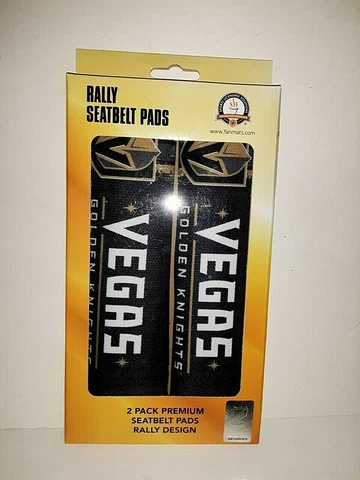 RALLY
SEATBELT PADS
www.fanmats.com
GOLDEN KNIGHTS
VEGAS
GOLDEN KNIGHTS
VEGAS
2 PACK PREMIUM
SEATBELT PADS
RALLY DESIGN